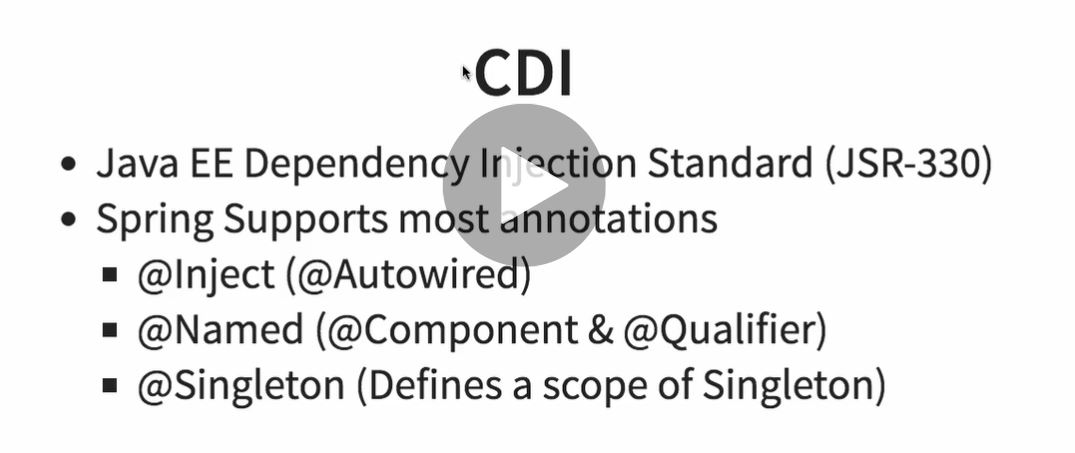 CDI
• Java EE Dependency Injection Standard (JSR-330)
• Spring Supports most annotations
▪ @Inject (@Autowired)
▪ @Named (@Component & @Qualifier)
▪ @Singleton (Defines a scope of Singleton)